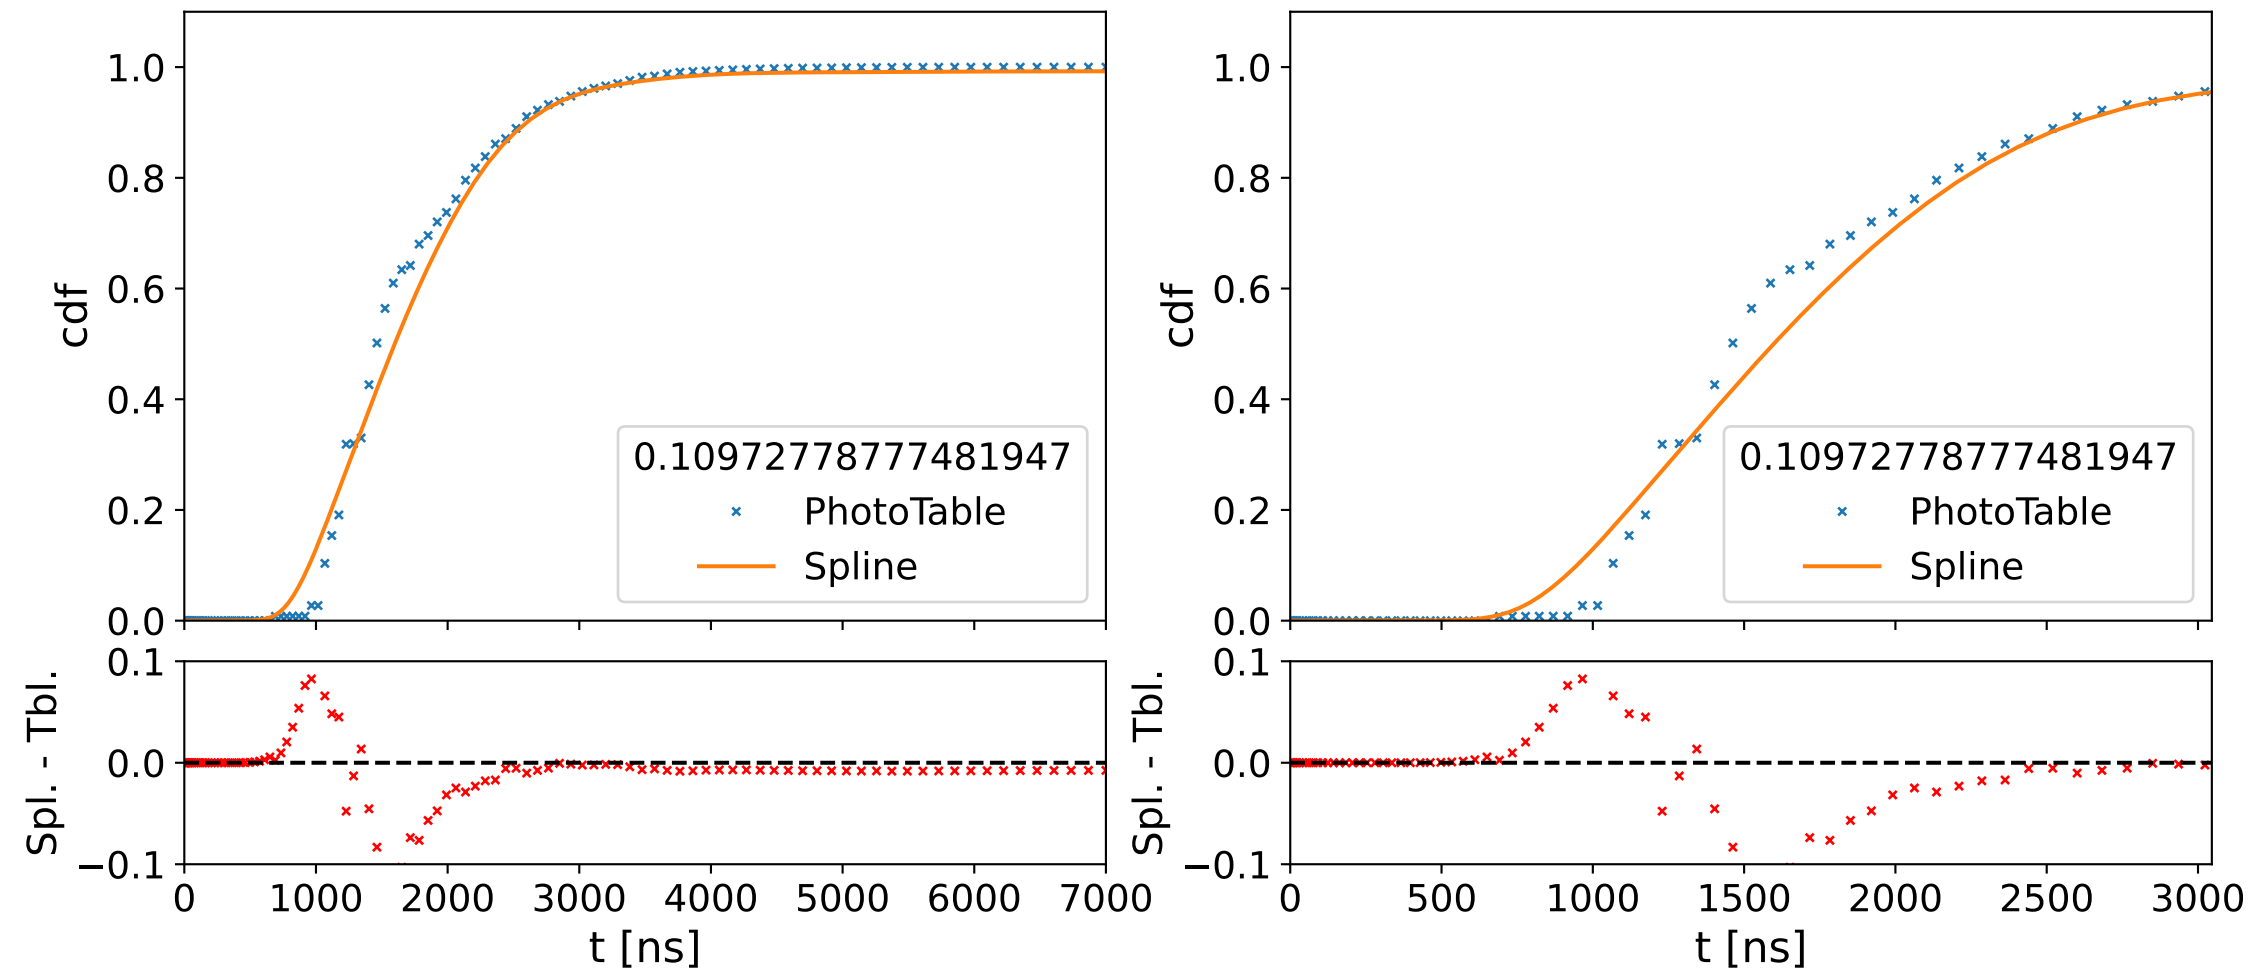 cdf
1.0
0.8
0.6
0.4
0.2
0.0
0.10972778777481947
PhotoTable
Spline
Spl. - Tbl.
0.1
0.0
−0.1
0 1000 2000 3000 4000 5000 6000 7000
t [ns]
cdf
1.0
0.8
0.6
0.4
0.2
0.0
0.10972778777481947
PhotoTable
Spline
Spl. - Tbl.
0.1
0.0
−0.1
0 500 1000 1500 2000 2500 3000
t [ns]